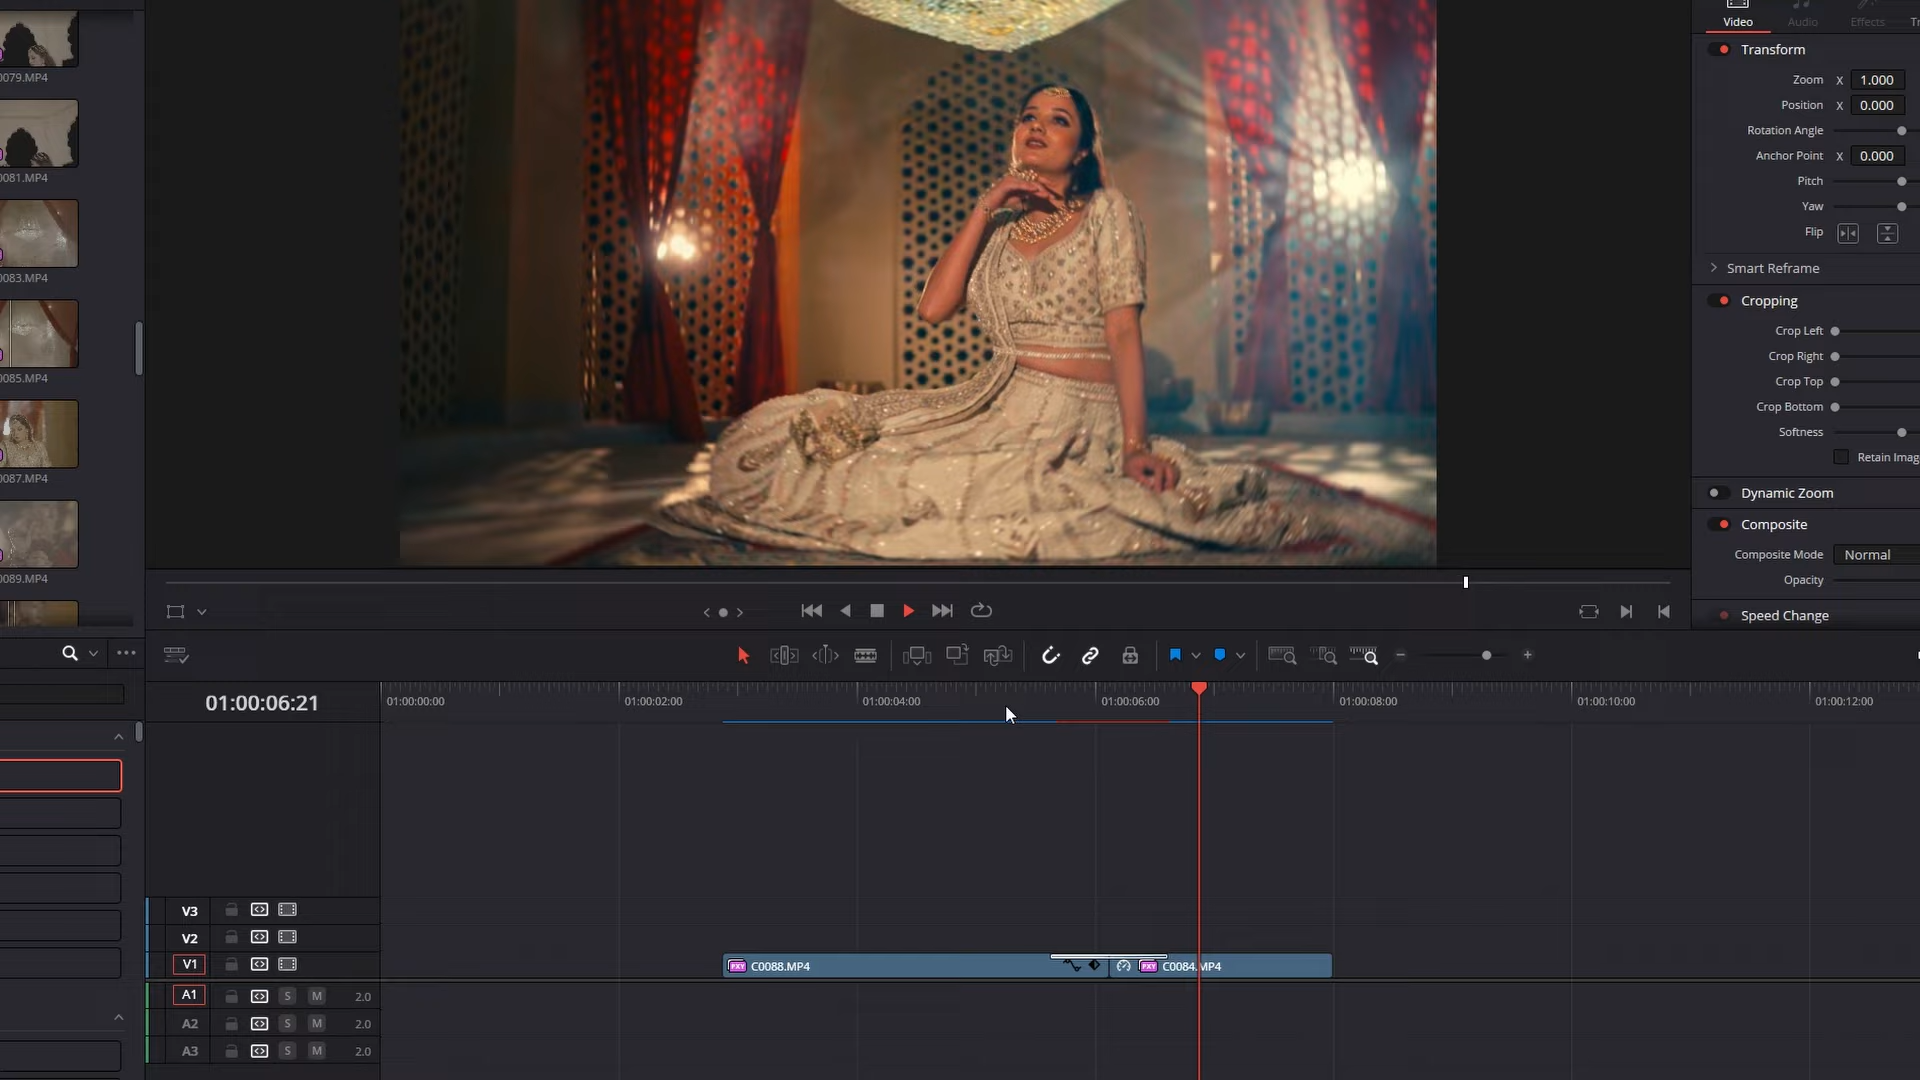 0079.MP4
0081.MP4
0083.MP4
0085.MP4
0087.MP4
0089.MP4
Video Audio Effects Tr
Transform
Zoom X 1.000
Position X 0.000
Rotation Angle
Anchor Point X 0.000
Pitch
Yaw
Flip
Smart Reframe
Cropping
Crop Left
Crop Right
Crop Top
Crop Bottom
Softness
Retain Imag
Dynamic Zoom
Composite
Composite Mode Normal
Opacity
Speed Change
01:00:06:21
01:00:00:00 01:00:02:00 01:00:04:00 01:00:06:00 01:00:08:00 01:00:10:00 01:00:12:00
V3
V2
V1 PXY C0088.MP4 PXY C0084.MP4
A1 S M 2.0
A2 S M 2.0
A3 S M 2.0